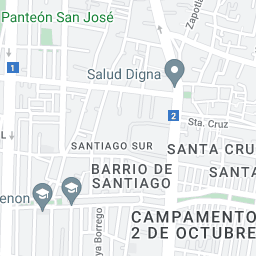 Panteón San José
Zapotla
1
Salud Digna
2
Sta. Cruz
L
SANTIAGO SUR
SANTA CRU
BARRIO DE
SANTIAGO
SANTA
enon
CAMPAMENTO
2 DE OCTUBRE
ya Borrego